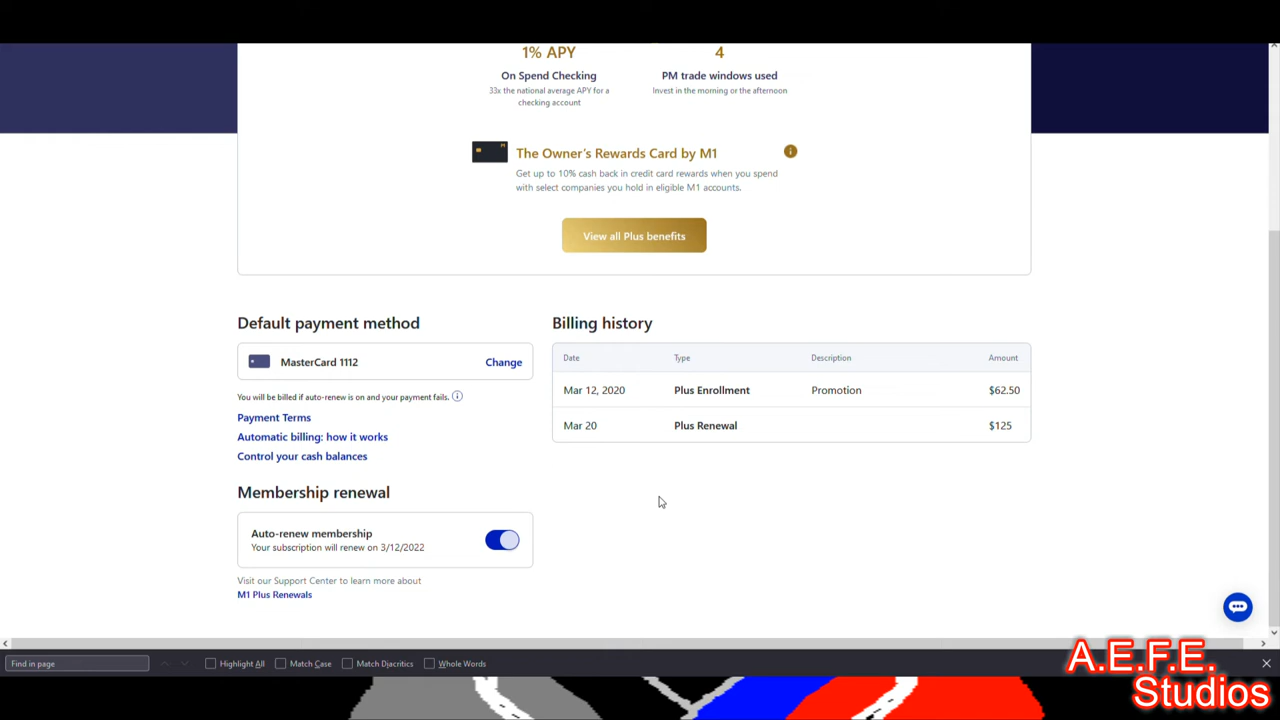 1% APY
4
On Spend Checking
PM trade windows used
33x the national average APY for a
checking account
Invest in the morning or the afternoon
The Owner's Rewards Card by M1
Get up to 10% cash back in credit card rewards when you spend
with select companies you hold in eligible M1 accounts.
View all Plus benefits
Default payment method
MasterCard 1112
Change
You will be billed if auto-renew is on and your payment fails.
Payment Terms
Automatic billing: how it works
Control your cash balances
Membership renewal
Auto-renew membership
Your subscription will renew on 3/12/2022
Visit our Support Center to learn more about
M1 Plus Renewals
Billing history
Date Type Description Amount
Mar 12, 2020 Plus Enrollment Promotion $62.50
Mar 20 Plus Renewal $125
Find in page
Highlight All
Match Case
Match Diacritics
Whole Words
A.E.F.E.
Studios